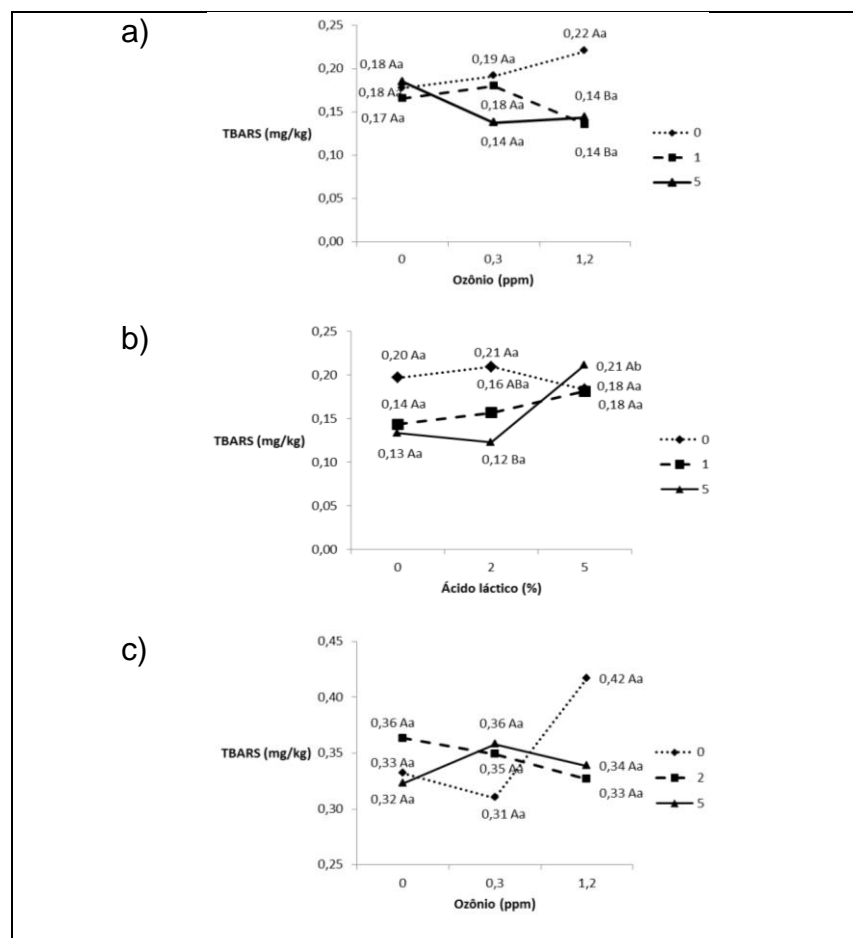 a)
0,25
0,20
0,15
0,10
0,05
0,00
TBARS (mg/kg)
0,18 Aa
0,18 Aa
0,17 Aa
0,19 Aa
0,18 Aa
0,14 Aa
0,22 Aa
0,14 Ba
0,14 Ba
0
1
5
0 0,3 1,2
Ozônio (ppm)
b)
0,25
0,20
0,15
0,10
0,05
0,00
TBARS (mg/kg)
0,20 Aa
0,14 Aa
0,13 Aa
0,21 Aa
0,16 ABa
0,12 Ba
0,21 Ab
0,18 Aa
0,18 Aa
0
1
5
0 2 5
Ácido láctico (%)
c)
0,45
0,40
0,35
0,30
0,25
TBARS (mg/kg)
0,36 Aa
0,33 Aa
0,32 Aa
0,36 Aa
0,35 Aa
0,31 Aa
0,42 Aa
0,34 Aa
0,33 Aa
0
2
5
0 0,3 1,2
Ozônio (ppm)